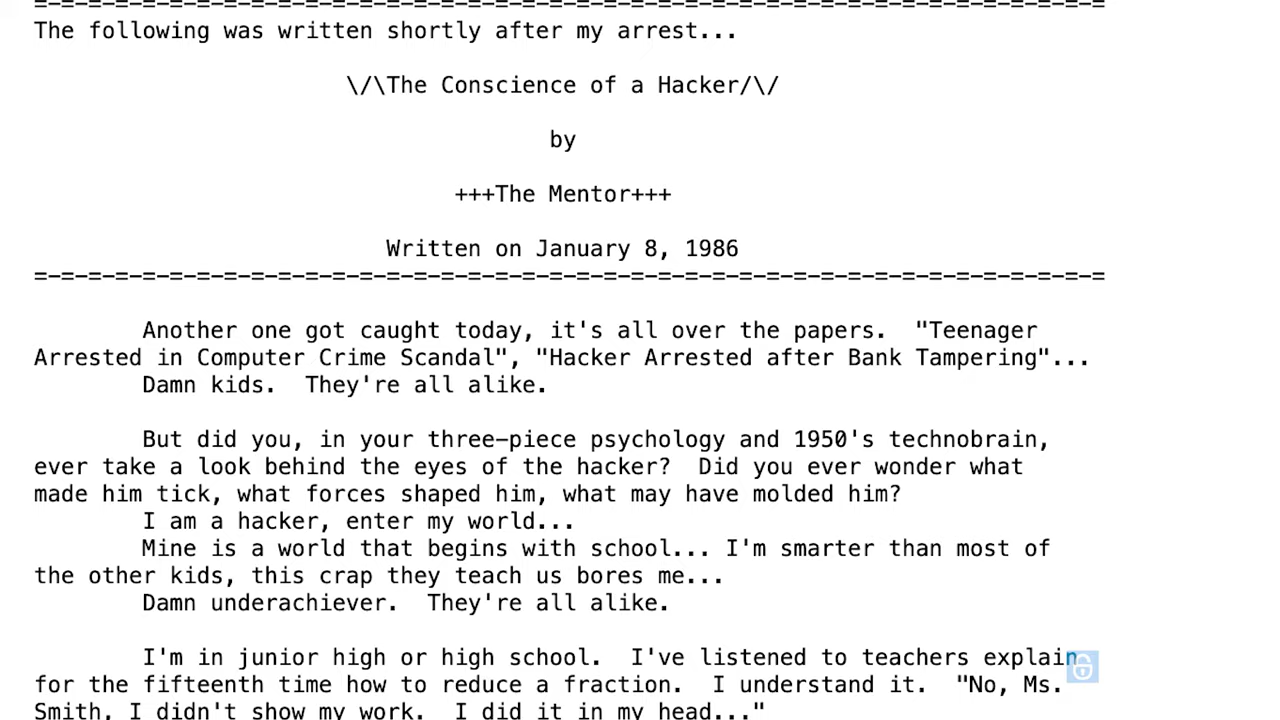 =-=-=-=-=-=-=-=-=-=-=-=-=-=-=-=-=-=-=-=-=-=-=-=-=-=-=-=-=-=-=-=-=-=-=-=-=-=-=-=
The following was written shortly after my arrest...
\/\The Conscience of a Hacker/\/
by
+++The Mentor+++
Written on January 8, 1986
=-=-=-=-=-=-=-=-=-=-=-=-=-=-=-=-=-=-=-=-=-=-=-=-=-=-=-=-=-=-=-=-=-=-=-=-=-=-=-=
Another one got caught today, it's all over the papers.  "Teenager
Arrested in Computer Crime Scandal", "Hacker Arrested after Bank Tampering"...
Damn kids.  They're all alike.
But did you, in your three-piece psychology and 1950's technobrain,
ever take a look behind the eyes of the hacker?  Did you ever wonder what
made him tick, what forces shaped him, what may have molded him?
I am a hacker, enter my world...
Mine is a world that begins with school... I'm smarter than most of
the other kids, this crap they teach us bores me...
Damn underachiever.  They're all alike.
I'm in junior high or high school.  I've listened to teachers explain
for the fifteenth time how to reduce a fraction.  I understand it.  "No, Ms.
Smith, I didn't show my work.  I did it in my head..."